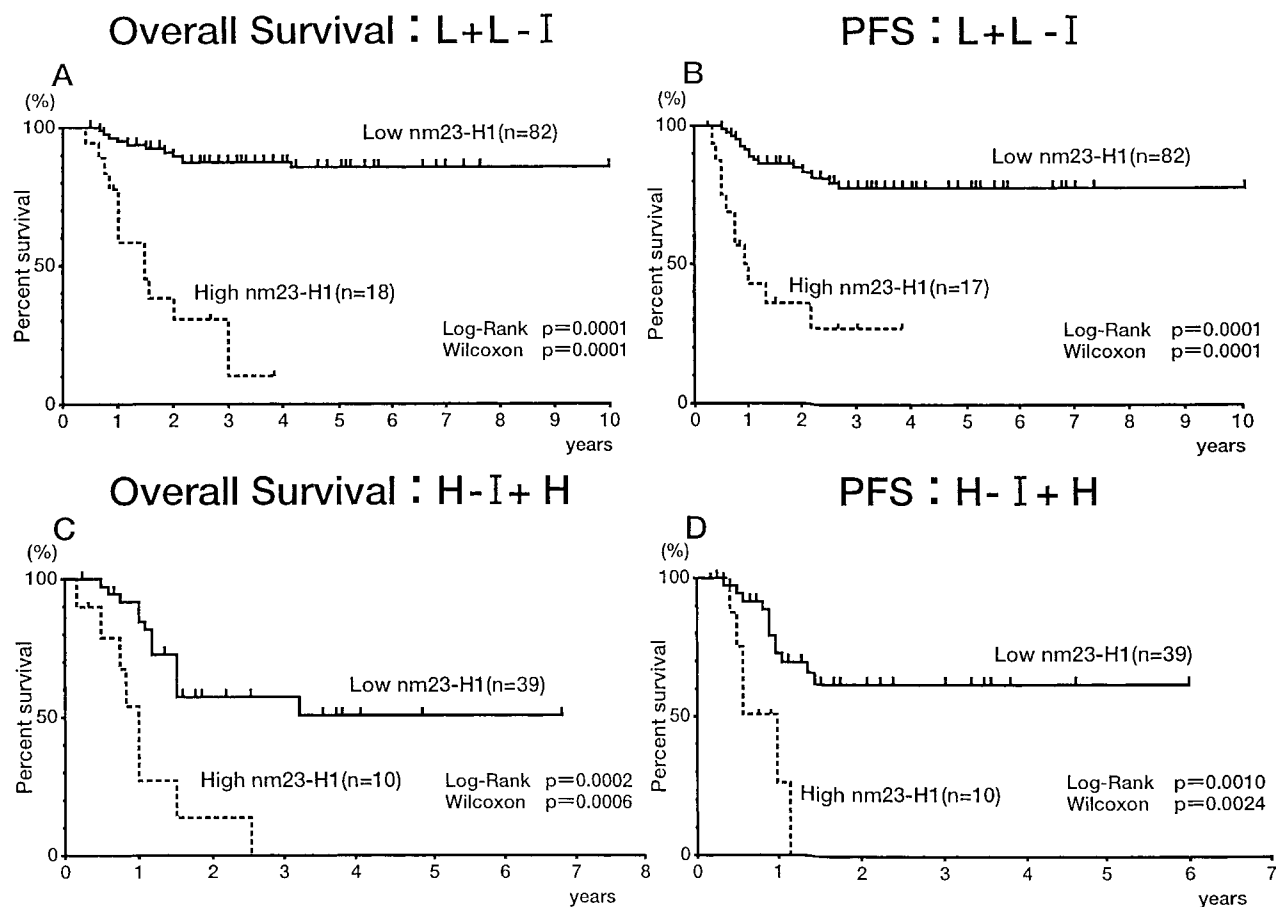 Overall Survival : L+L-I
A
(%)
100
50
0
Percent survival
Low nm23-H1(n=82)
High nm23-H1(n=18)
Log-Rank p=0.0001
Wilcoxon p=0.0001
0 1 2 3 4 5 6 7 8 9 10
years
PFS : L+L-I
B
(%)
100
50
0
Percent survival
Low nm23-H1(n=82)
High nm23-H1(n=17)
Log-Rank p=0.0001
Wilcoxon p=0.0001
0 1 2 3 4 5 6 7 8 9 10
years
Overall Survival : H-I+H
C
(%)
100
50
0
Percent survival
Low nm23-H1(n=39)
High nm23-H1(n=10)
Log-Rank p=0.0002
Wilcoxon p=0.0006
0 1 2 3 4 5 6 7 8
years
PFS : H-I+H
D
(%)
100
50
0
Percent survival
Low nm23-H1(n=39)
High nm23-H1(n=10)
Log-Rank p=0.0010
Wilcoxon p=0.0024
0 1 2 3 4 5 6 7
years